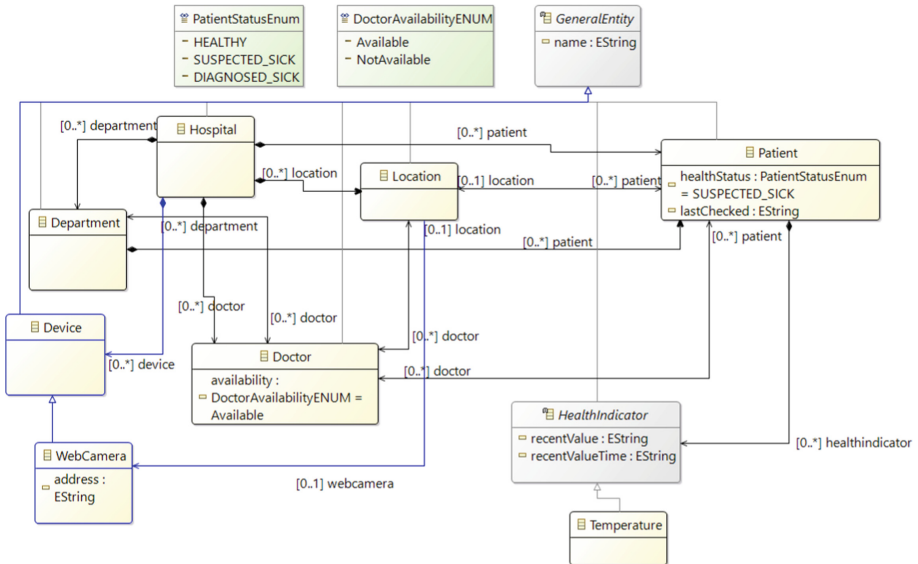 PatientStatusEnum
HEALTHY
SUSPECTED_SICK
DIAGNOSED_SICK
DoctorAvailabilityENUM
Available
NotAvailable
GeneralEntity
name : EString
[0..*] department
Hospital
[0..*] patient
[0..*] location
Location
[0..1] location
[0..*] patient
Patient
healthStatus : PatientStatusEnum
= SUSPECTED_SICK
lastChecked : EString
Department
[0..*] department
[0..1] location
[0..*] patient
[0..*] patient
[0..*] doctor
[0..*] doctor
Device
[0..*] device
[0..*] doctor
Doctor
availability :
DoctorAvailabilityENUM =
Available
[0..*] doctor
HealthIndicator
recentValue : EString
recentValueTime : EString
[0..*] healthindicator
WebCamera
address :
EString
[0..1] webcamera
Temperature